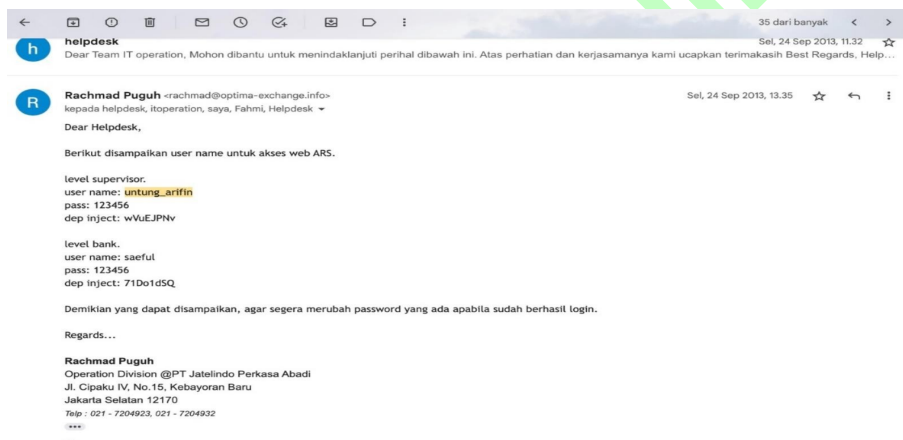 35 dari banyak
h
helpdesk
Sel, 24 Sep 2013, 11.32
Dear Team IT operation, Mohon dibantu untuk menindaklanjuti perihal dibawah ini. Atas perhatian dan kerjasamanya kami ucapkan terimakasih Best Regards, Help...
R
Rachmad Puguh <rachmad@optima-exchange.info>
Sel, 24 Sep 2013, 13.35
kepada helpdesk, itoperation, saya, Fahmi, Helpdesk
Dear Helpdesk,
Berikut disampaikan user name untuk akses web ARS.
level supervisor.
user name: untung_arifin
pass: 123456
dep inject: wVuEJPNv
level bank.
user name: saeful
pass: 123456
dep inject: 71Do1dSQ
Demikian yang dapat disampaikan, agar segera merubah password yang ada apabila sudah berhasil login.
Regards...
Rachmad Puguh
Operation Division @PT Jatelindo Perkasa Abadi
Jl. Cipaku IV, No.15, Kebayoran Baru
Jakarta Selatan 12170
Telp : 021 - 7204923, 021 - 7204932